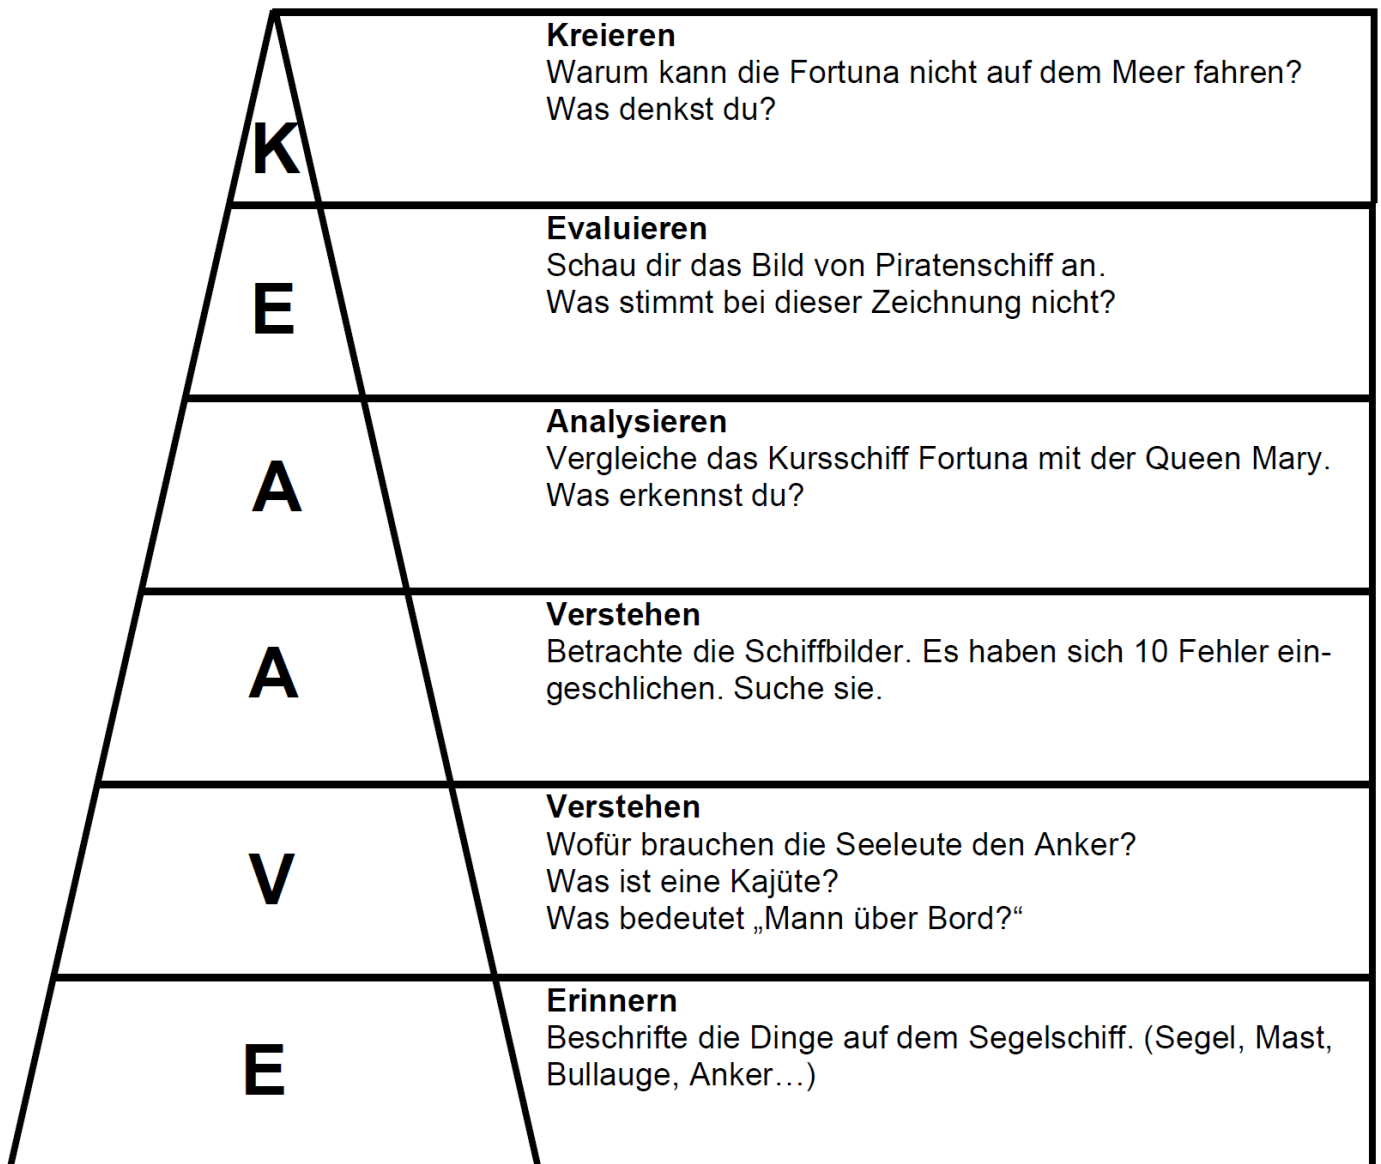 Kreieren
Warum kann die Fortuna nicht auf dem Meer fahren?
Was denkst du?
K
Evaluieren
Schau dir das Bild von Piratenschiff an.
Was stimmt bei dieser Zeichnung nicht?
E
Analysieren
Vergleiche das Kursschiff Fortuna mit der Queen Mary.
Was erkennst du?
A
Verstehen
Betrachte die Schiffbilder. Es haben sich 10 Fehler ein-
geschlichen. Suche sie.
A
Verstehen
Wofür brauchen die Seeleute den Anker?
Was ist eine Kajüte?
Was bedeutet „Mann über Bord?“
V
Erinnern
Beschrifte die Dinge auf dem Segelschiff. (Segel, Mast,
Bullauge, Anker…)
E